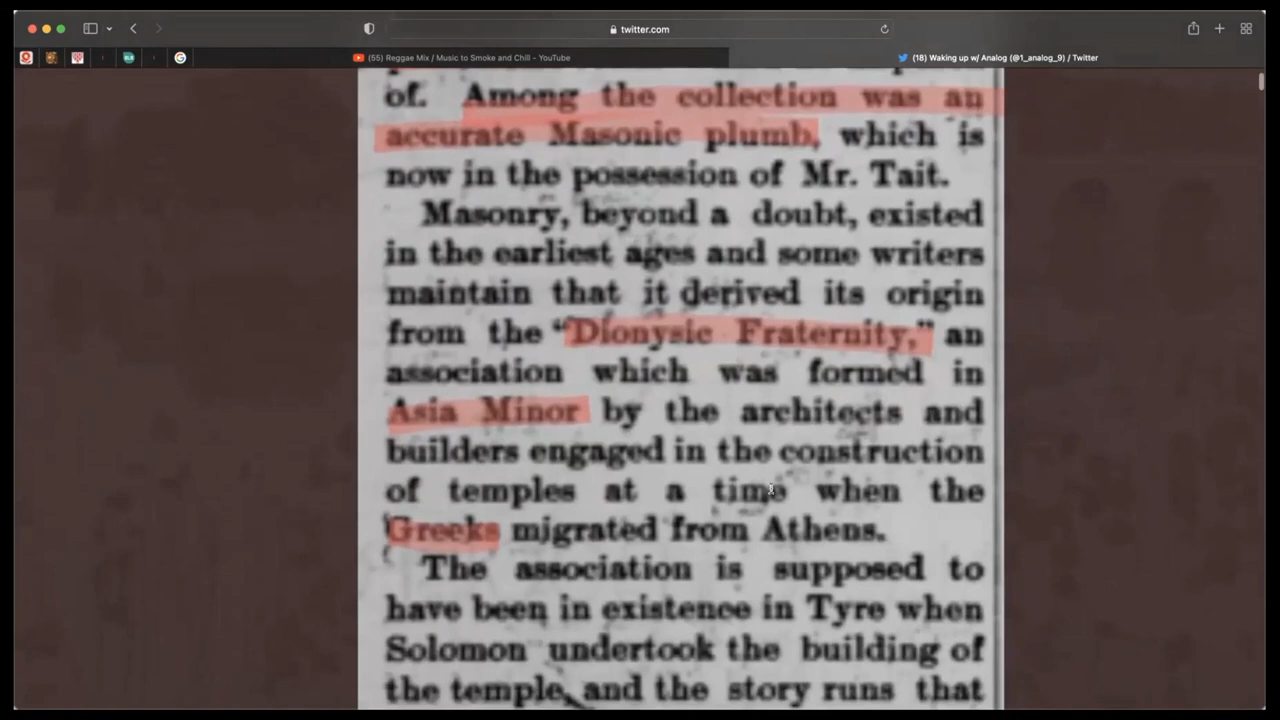 twitter.com
(55) Reggae Mix / Music to Smoke and Chill - YouTube
(18) Waking up w/ Analog (@1_analog_9) / Twitter
of. Among the collection was an
accurate Masonic plumb, which is
now in the possession of Mr. Tait.
Masonry, beyond a doubt, existed
in the earliest ages and some writers
maintain that it derived its origin
from the “Dionysic Fraternity,” an
association which was formed in
Asia Minor by the architects and
builders engaged in the construction
of temples at a time when the
Greeks migrated from Athens.
The association is supposed to
have been in existence in Tyre when
Solomon undertook the building of
the temple, and the story runs that